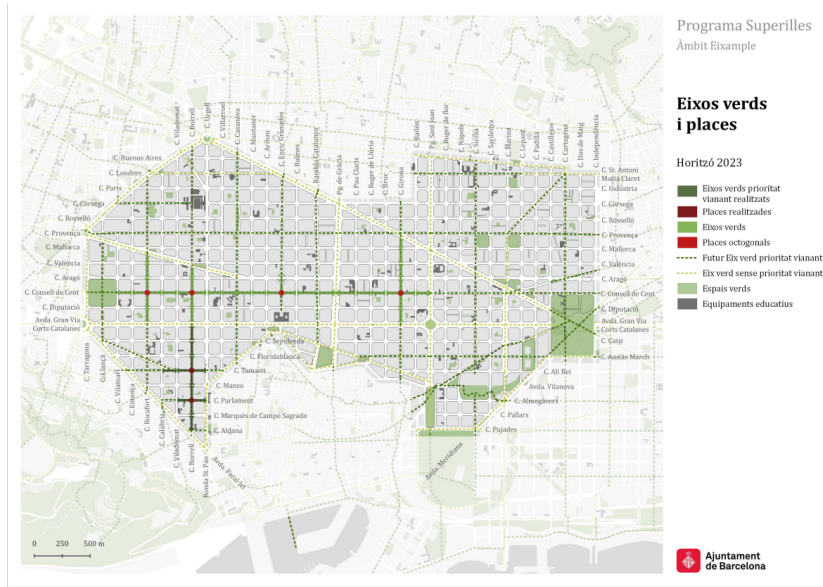 Programa Superilles
Àmbit Eixample
Eixos verds
i places
Horitzó 2023
Eixos verds prioritat
vianant realitzats
Places realitzades
Eixos verds
Places octogonals
Futur Eix verd prioritat vianant
Eix verd sense prioritat vianant
Espais verds
Equipaments educatius
C. Viladomat
C. Borrell
C. Urgell
C. Villarroel
C. Casanova
C. Muntaner
C. Aribau
C. Enric Granados
C. Balmes
Rambla Catalunya
Pg. de Gràcia
C. Pau Claris
C. Roger de Llúria
C. Bruc
C. Girona
C. Bailén
Pg. Sant Joan
C. Roger de flor
C. Nàpols
C. Sicília
C. Sardenya
C. Marina
C. Lepant
C. Padilla
C. Castillejos
C. Cartagena
C. Dos de Maig
C. Independència
C. Buenos Aires
C. Londres
C. París
C. Còrsega
C. Rosselló
C. Provença
C. Mallorca
C. València
C. Aragó
C. Consell de Cent
C. Diputació
Avda. Gran Via
Corts Catalanes
C. St. Antoni
Maria Claret
C. Indústria
C. Còrsega
C. Rosselló
C. Provença
C. Mallorca
C. València
C. Aragó
C. Consell de Cent
C. Diputació
Avda. Gran Via
Corts Catalanes
C. Casp
C. Ausiàs March
C. Ali Bei
Avda. Vilanova
C. Almogàvers
C. Pallars
C. Pujades
Avda. Meridiana
C. Sepúlveda
C. Floridablanca
C. Tamarit
C. Manso
C. Parlament
C. Marquès de Campo Sagrado
C. Aldana
C. Tarragona
C. Llançà
C. Vilamarí
C. Entença
C. Rocafort
C. Calàbria
C. Viladomat
C. Borrell
Ronda St. Pau
Avda. Paral·lel
0 250 500 m
Ajuntament
de Barcelona